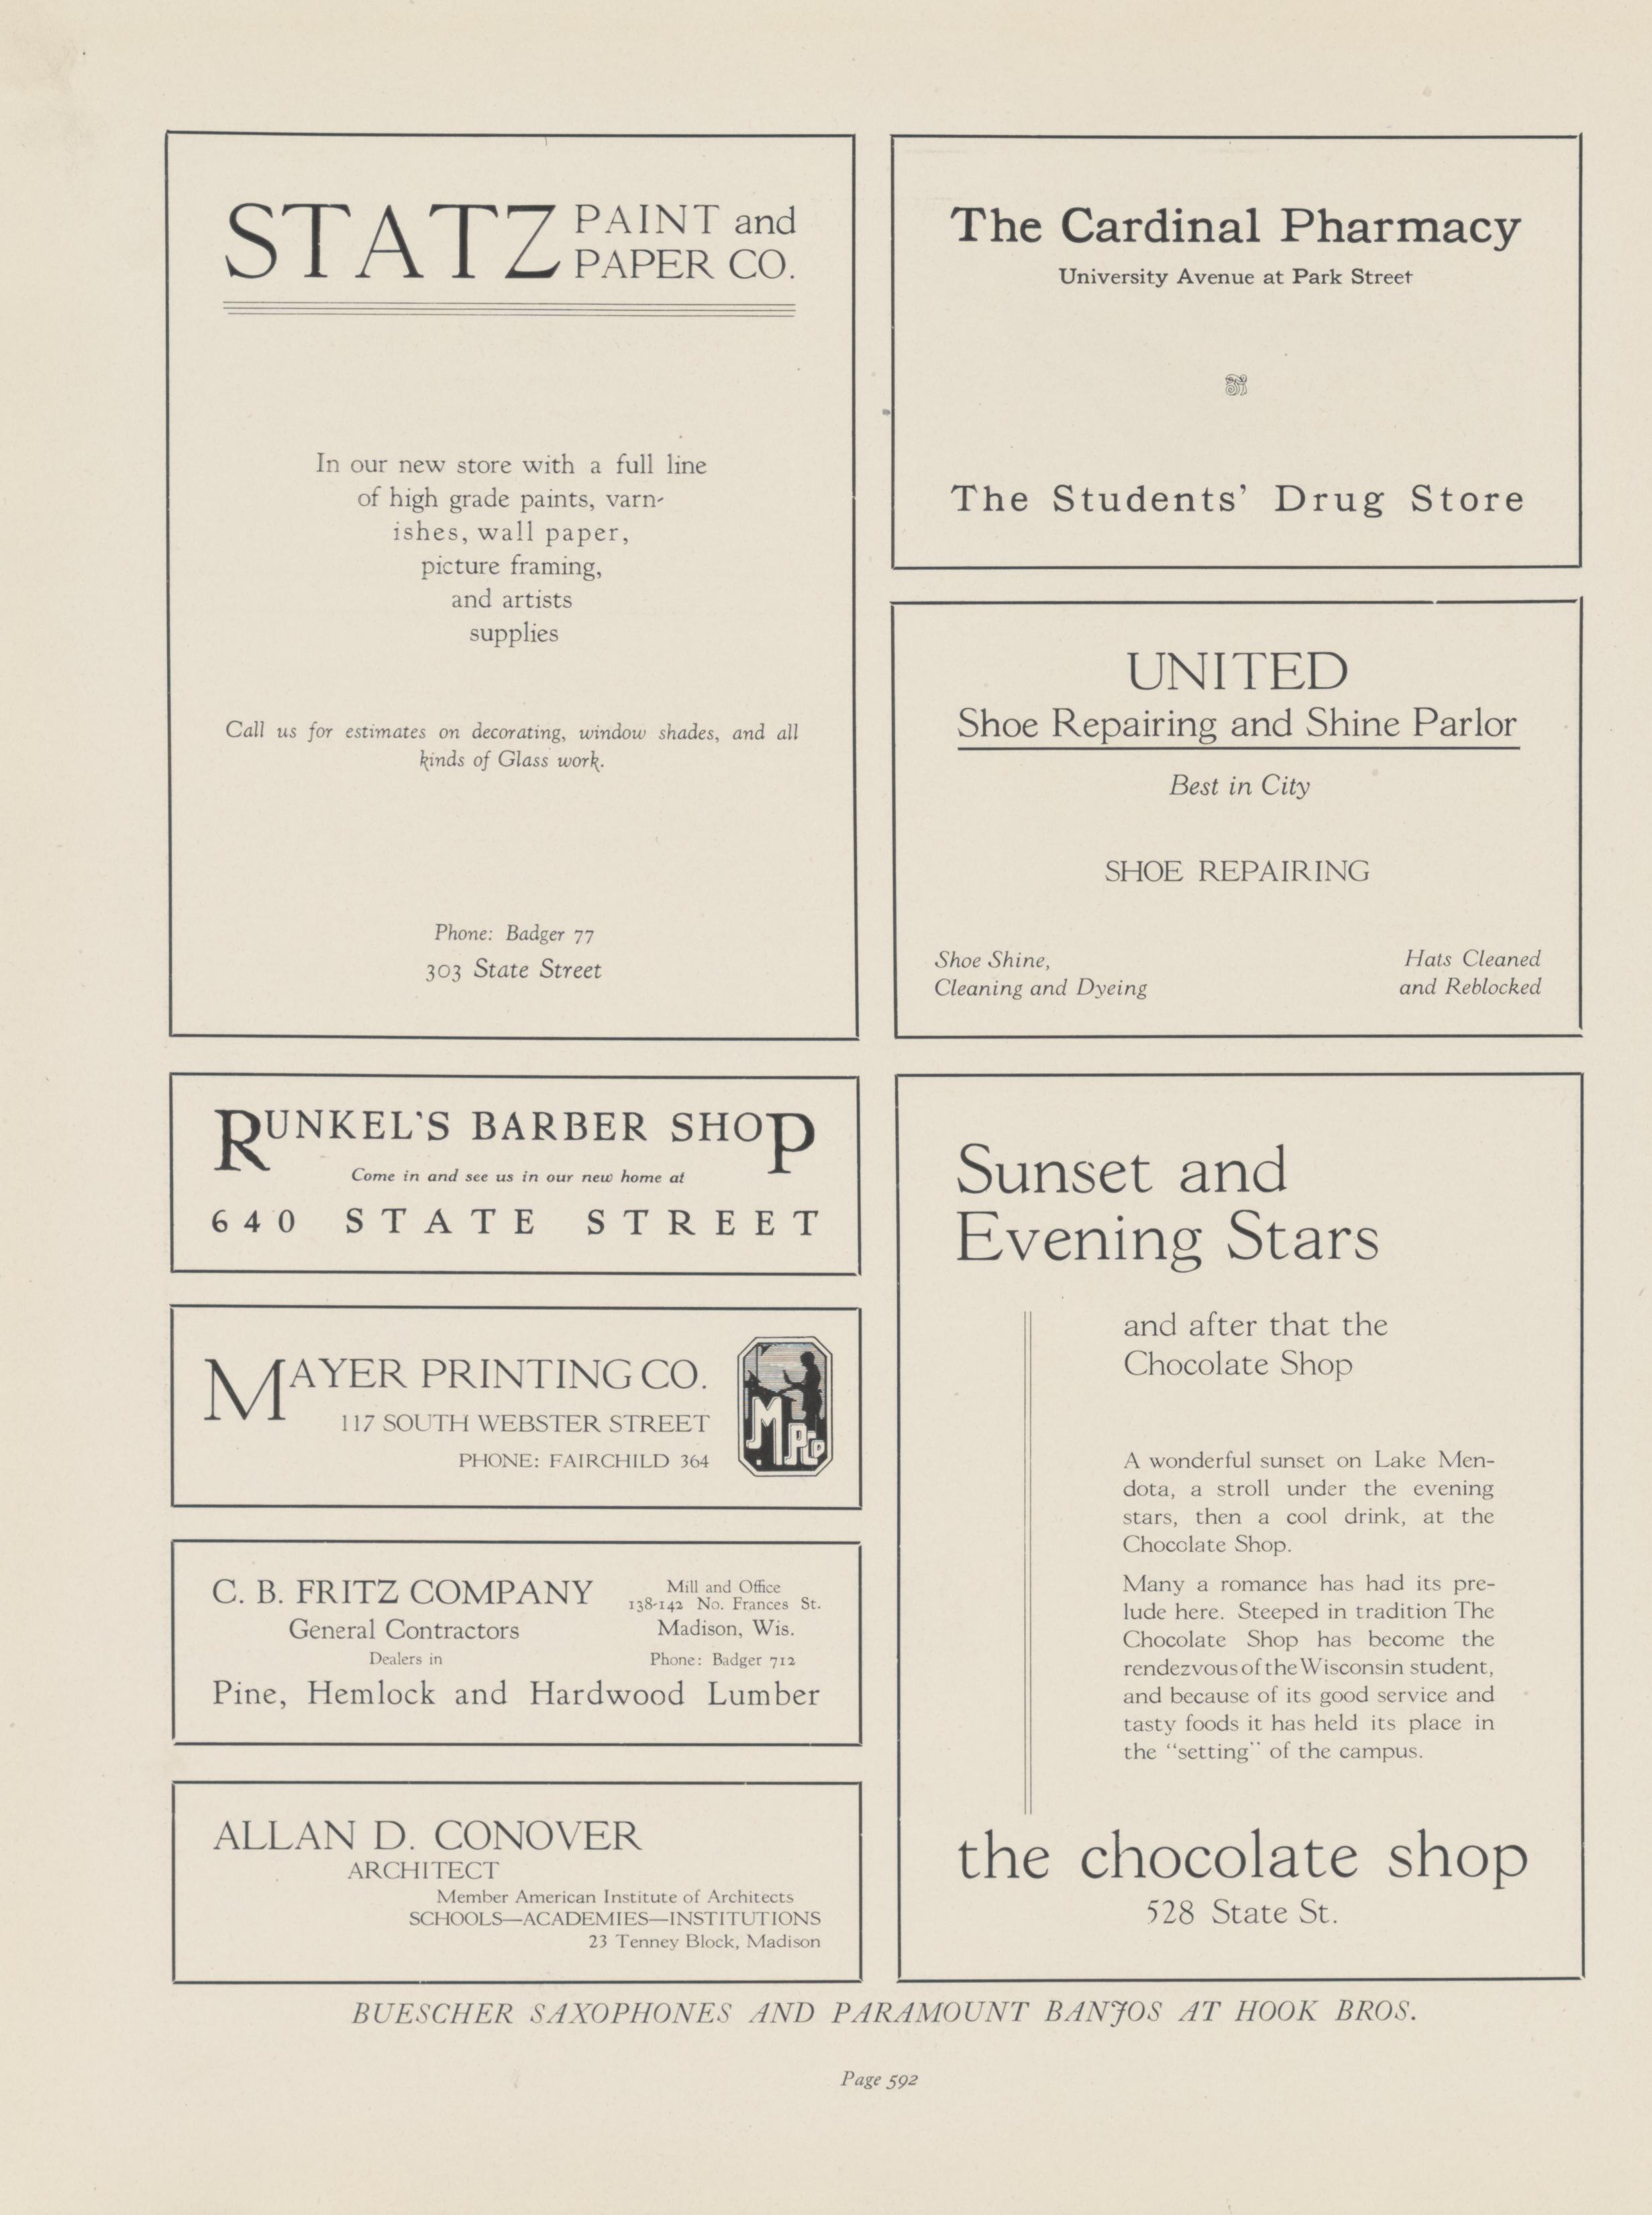 STATZ PAINT and
PAPER CO.
In our new store with a full line
of high grade paints, varn-
ishes, wall paper,
picture framing,
and artists
supplies
Call us for estimates on decorating, window shades, and all
kinds of Glass work.
Phone: Badger 77
303 State Street
The Cardinal Pharmacy
University Avenue at Park Street
The Students' Drug Store
UNITED
Shoe Repairing and Shine Parlor
Best in City
SHOE REPAIRING
Shoe Shine,
Cleaning and Dyeing
Hats Cleaned
and Reblocked
RUNKEL'S BARBER SHOP
Come in and see us in our new home at
640 STATE STREET
MAYER PRINTING CO.
117 SOUTH WEBSTER STREET
PHONE: FAIRCHILD 364
MPCo
C. B. FRITZ COMPANY
General Contractors
Dealers in
Mill and Office
138-142 No. Frances St.
Madison, Wis.
Phone: Badger 712
Pine, Hemlock and Hardwood Lumber
ALLAN D. CONOVER
ARCHITECT
Member American Institute of Architects
SCHOOLS—ACADEMIES—INSTITUTIONS
23 Tenney Block, Madison
Sunset and
Evening Stars
and after that the
Chocolate Shop
A wonderful sunset on Lake Men-
dota, a stroll under the evening
stars, then a cool drink, at the
Chocolate Shop.
Many a romance has had its pre-
lude here. Steeped in tradition The
Chocolate Shop has become the
rendezvous of the Wisconsin student,
and because of its good service and
tasty foods it has held its place in
the "setting" of the campus.
the chocolate shop
528 State St.
BUESCHER SAXOPHONES AND PARAMOUNT BANJOS AT HOOK BROS.
Page 592